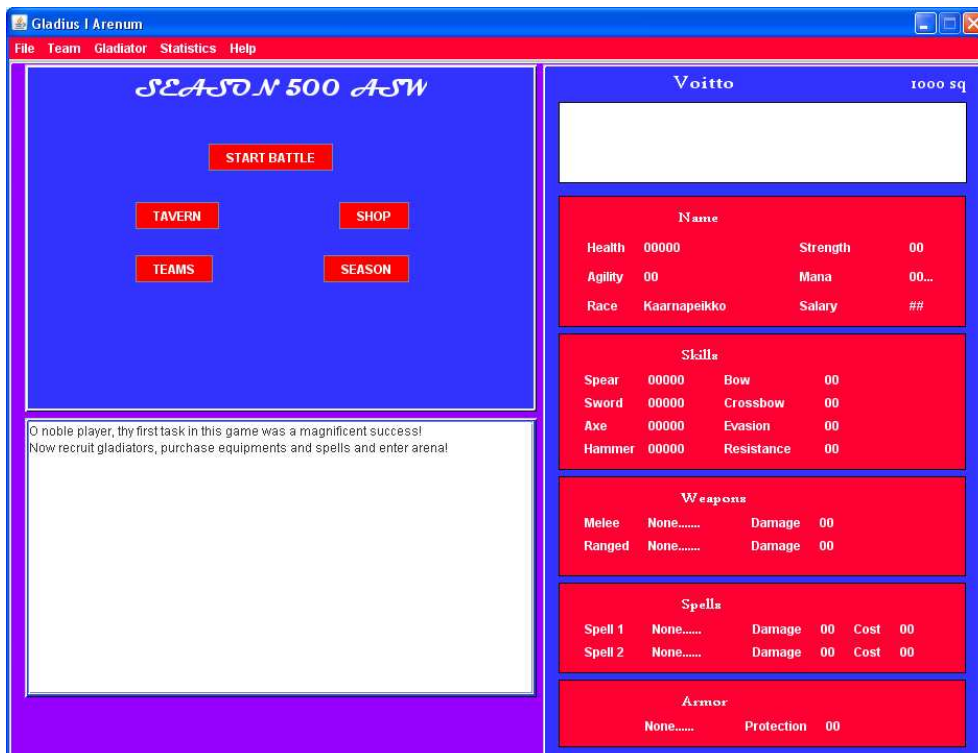 Gladius I Arenum
File Team Gladiator Statistics Help
SEASON 500 ASW
START BATTLE
TAVERN SHOP
TEAMS SEASON
O noble player, thy first task in this game was a magnificent success!
Now recruit gladiators, purchase equipments and spells and enter arena!
Voitto 1000 sq
Name
Health 00000 Strength 00
Agility 00 Mana 00...
Race Kaarnapeikko Salary ##
Skills
Spear 00000 Bow 00
Sword 00000 Crossbow 00
Axe 00000 Evasion 00
Hammer 00000 Resistance 00
Weapons
Melee None....... Damage 00
Ranged None....... Damage 00
Spells
Spell 1 None...... Damage 00 Cost 00
Spell 2 None...... Damage 00 Cost 00
Armor
None...... Protection 00